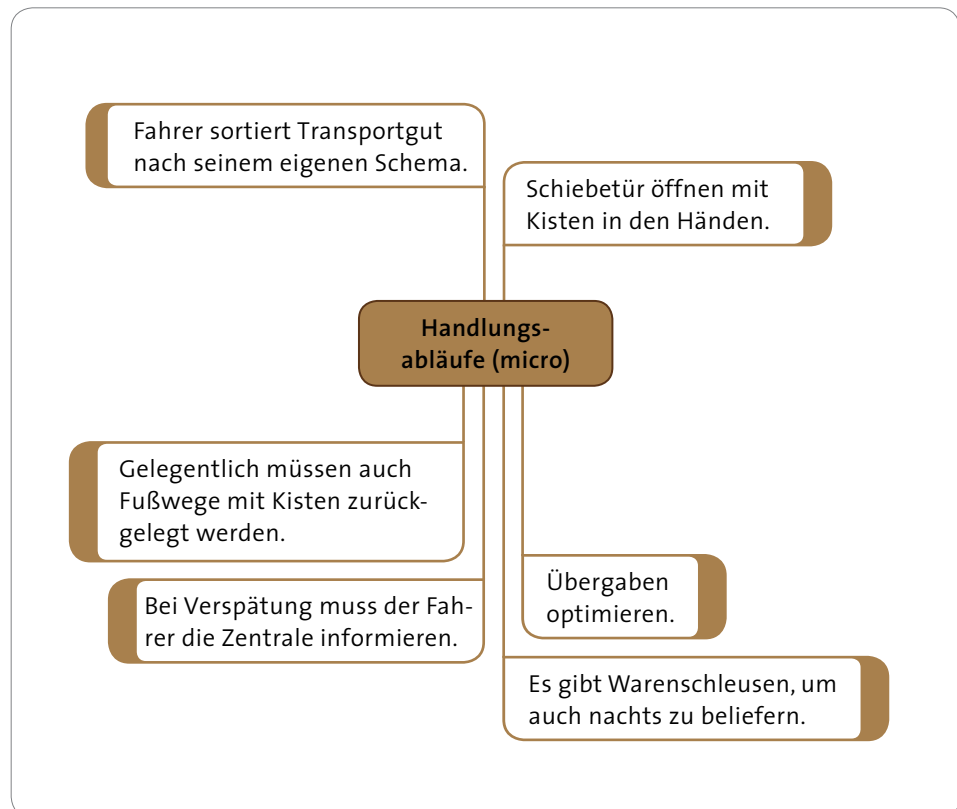 Fahrer sortiert Transportgut
nach seinem eigenen Schema.
Schiebetür öffnen mit
Kisten in den Händen.
Handlungs-
abläufe (micro)
Gelegentlich müssen auch
Fußwege mit Kisten zurück-
gelegt werden.
Übergaben
optimieren.
Bei Verspätung muss der Fah-
rer die Zentrale informieren.
Es gibt Warenschleusen, um
auch nachts zu beliefern.